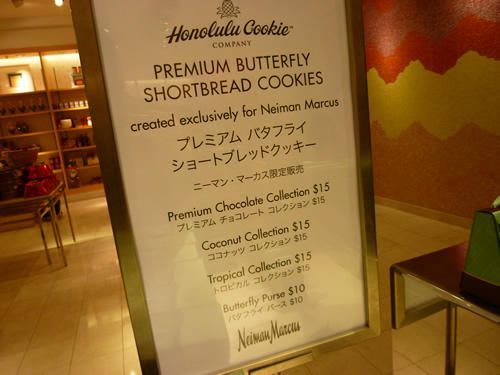 Honolulu Cookie™
COMPANY
PREMIUM BUTTERFLY
SHORTBREAD COOKIES
created exclusively for Neiman Marcus
プレミアム バタフライ
ショートブレッドクッキー
ニーマン・マーカス限定販売
Premium Chocolate Collection $15
プレミアム チョコレート コレクション $15
Coconut Collection $15
ココナッツ コレクション $15
Tropical Collection $15
トロピカル コレクション $15
Butterfly Purse $10
バタフライ パース $10
Neiman Marcus